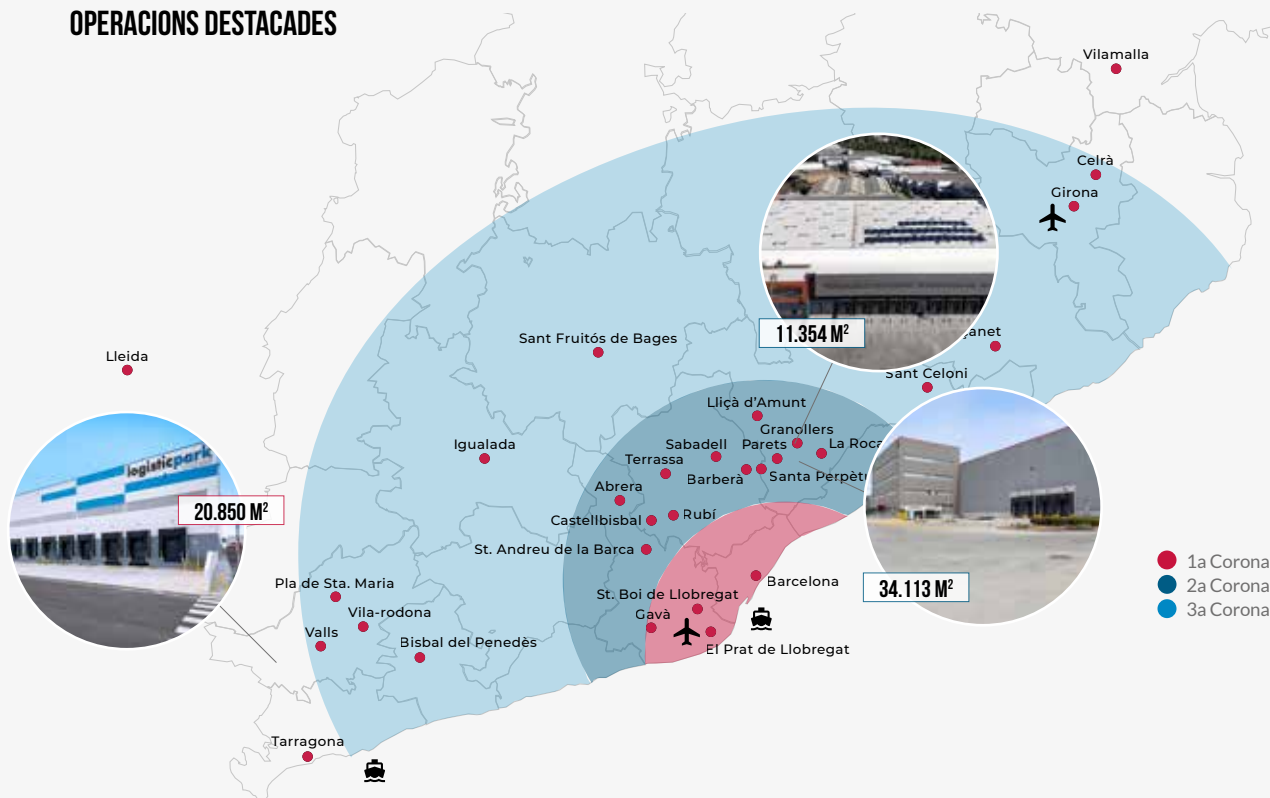 OPERACIONS DESTACADES
Vilamalla
Celrà
Girona
11.354 M²
Sant Fruitós de Bages
Lleida
Sant Celoni
Lliçà d’Amunt
Granollers
Igualada
Sabadell
Parets
La Roca
Terrassa
logisticpark
Barberà
Abrera
20.850 M²
Castellbisbal
Rubí
St. Andreu de la Barca
1a Corona
Pla de Sta. Maria
Barcelona
2a Corona
34.113 M²
St. Boi de Llobregat
3a Corona
Vila-rodona
Gavà
Valls
Bisbal del Penedès
El Prat de Llobregat
Tarragona
Santa